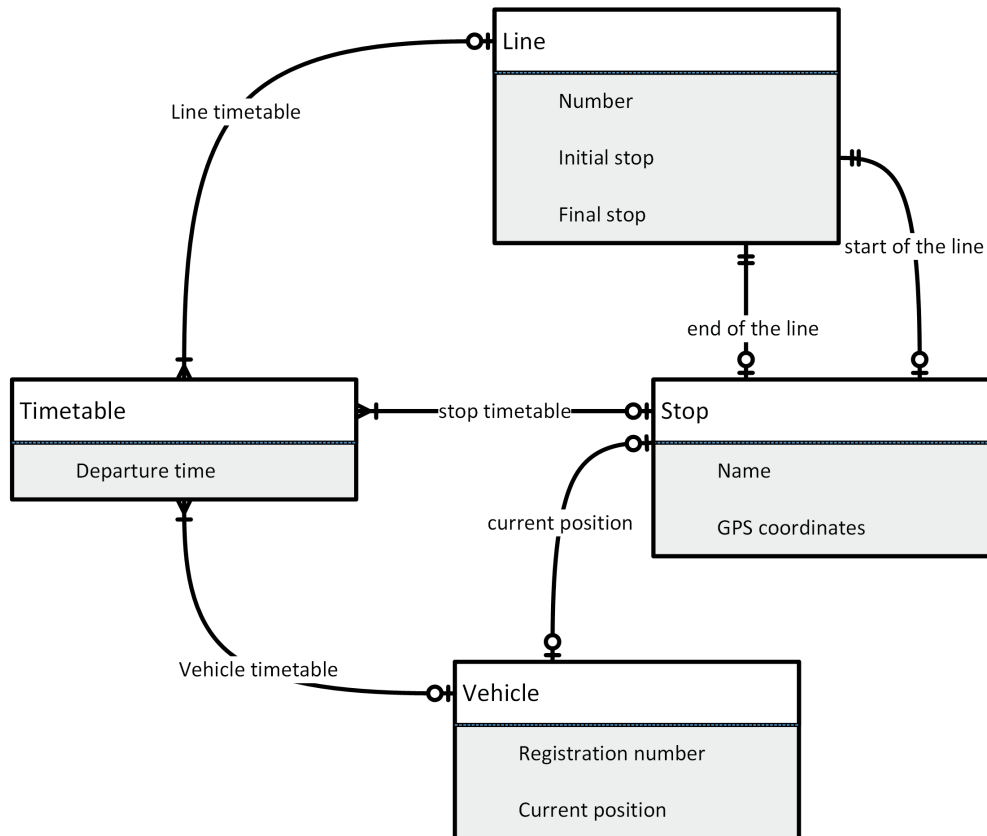 Line
Number
Initial stop
Final stop
Line timetable
start of the line
end of the line
Timetable
Departure time
stop timetable
Stop
Name
GPS coordinates
current position
Vehicle timetable
Vehicle
Registration number
Current position